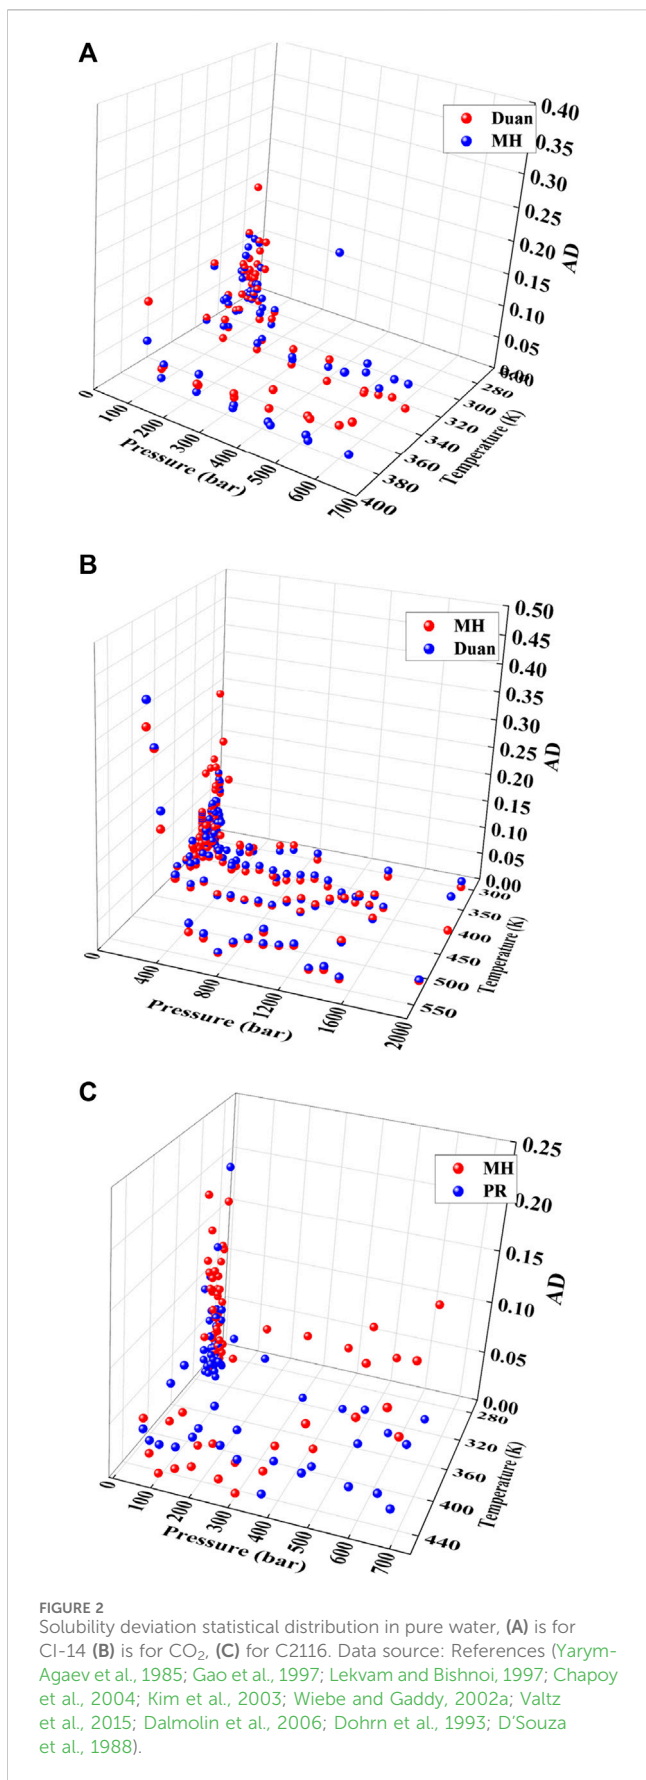 A
Duan
MH
0.40
0.35
0.30
0.25
0.20
0.15
0.10
0.05
0.00
AD
280
300
320
340
360
380
400
Temperature (K)
0
100
200
300
400
500
600
700
Pressure (bar)
B
MH
Duan
0.50
0.45
0.40
0.35
0.30
0.25
0.20
0.15
0.10
0.05
0.00
AD
300
350
400
450
500
550
Temperature (K)
0
400
800
1200
1600
2000
Pressure (bar)
C
MH
PR
0.25
0.20
0.15
0.10
0.05
0.00
AD
280
320
360
400
440
Temperature (K)
0
100
200
300
400
500
600
700
Pressure (bar)
FIGURE 2
Solubility deviation statistical distribution in pure water, (A) is for
CI-14 (B) is for CO₂, (C) for C2116. Data source: References (Yarym-
Agaev et al., 1985; Gao et al., 1997; Lekvam and Bishnoi, 1997; Chapoy
et al., 2004; Kim et al., 2003; Wiebe and Gaddy, 2002a; Valtz
et al., 2015; Dalmolin et al., 2006; Dohrn et al., 1993; D'Souza
et al., 1988).